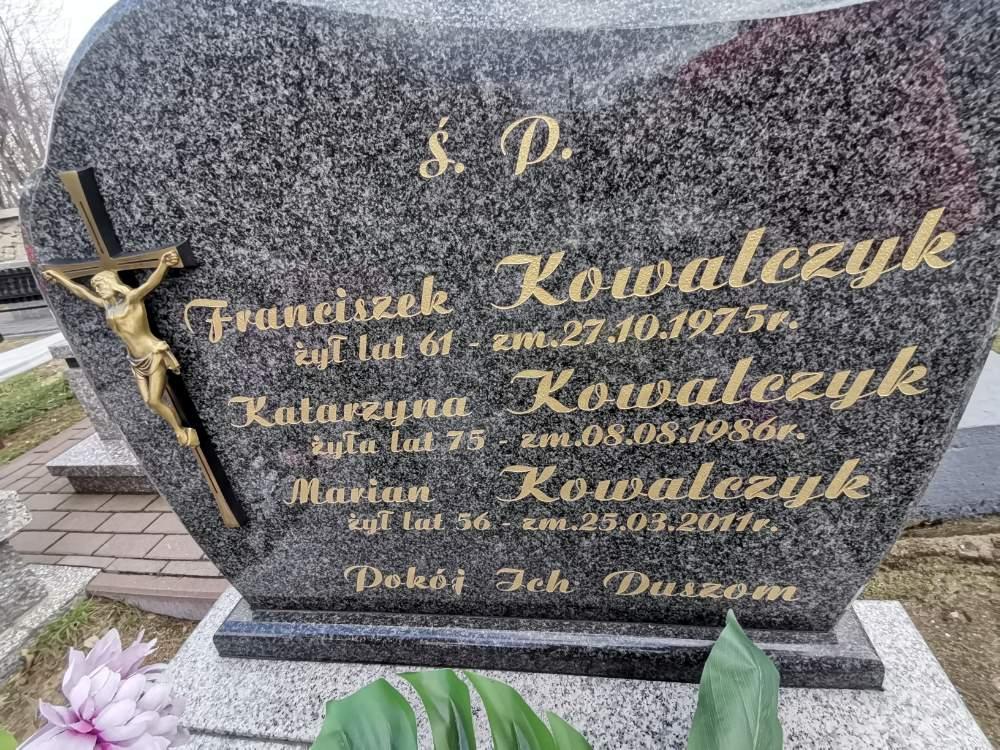 Ś. P.
Franciszek Kowalczyk
żył lat 61 - zm.27.10.1975r.
Katarzyna Kowalczyk
żyła lat 75 - zm.08.08.1986r.
Marian Kowalczyk
żył lat 56 - zm.25.03.2011r.
Pokój Ich Duszom